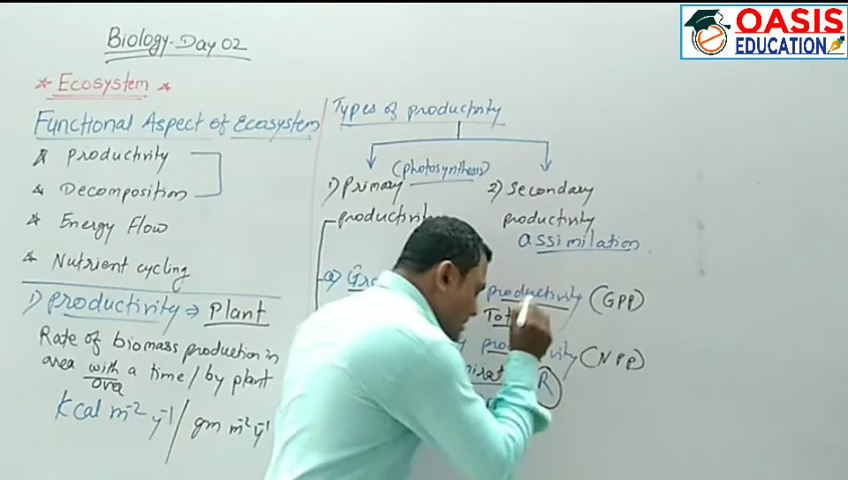 OASIS
EDUCATION
Biology-Day 02
* Ecosystem *
Functional Aspect of Ecosystem
* Productivity
* Decomposition
* Energy Flow
* Nutrient cycling
1) Productivity → Plant
Rate of biomass production in
area with a time / by plant
over
Kcal m⁻² y⁻¹ / gm m⁻² y⁻¹
Types of productivity
(photosynthesis)
1) Primary
productivity
2) Secondary
productivity
assimilation
a)
productivity (GPP)
(NPP)
R